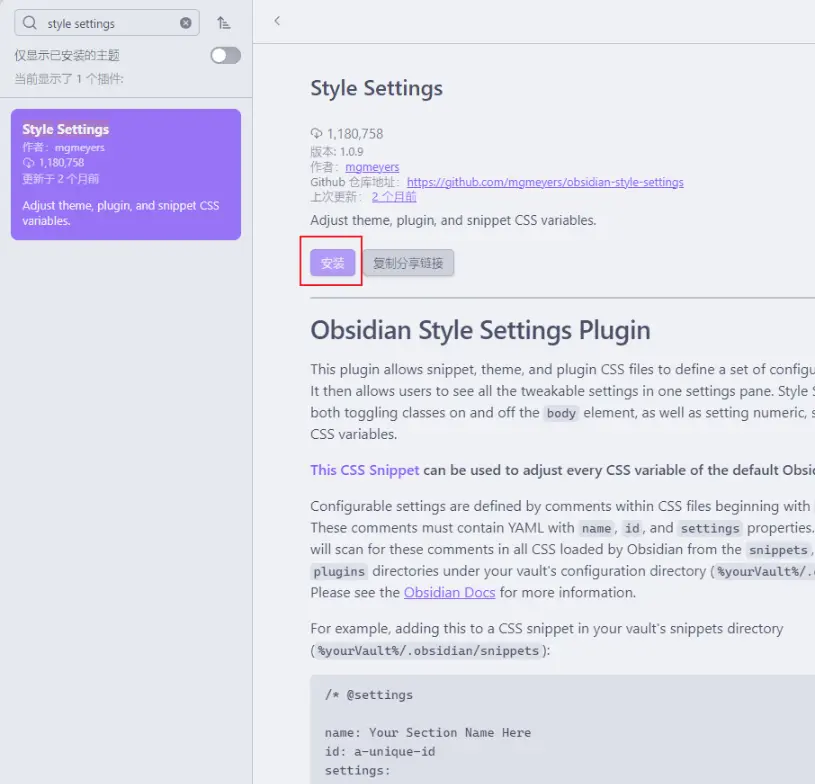 style settings
仅显示已安装的主题
当前显示了 1 个插件:
Style Settings
作者: mgmeyers
1,180,758
更新于 2 个月前
Adjust theme, plugin, and snippet CSS
variables.
Style Settings
1,180,758
版本: 1.0.9
作者: mgmeyers
Github 仓库地址: https://github.com/mgmeyers/obsidian-style-settings
上次更新: 2 个月前
Adjust theme, plugin, and snippet CSS variables.
安装
复制分享链接
Obsidian Style Settings Plugin
This plugin allows snippet, theme, and plugin CSS files to define a set of configu
It then allows users to see all the tweakable settings in one settings pane. Style S
both toggling classes on and off the body element, as well as setting numeric, s
CSS variables.
This CSS Snippet can be used to adjust every CSS variable of the default Obsi
Configurable settings are defined by comments within CSS files beginning with
These comments must contain YAML with name, id, and settings properties.
will scan for these comments in all CSS loaded by Obsidian from the snippets,
plugins directories under your vault's configuration directory (%yourVault%/.
Please see the Obsidian Docs for more information.
For example, adding this to a CSS snippet in your vault's snippets directory
(%yourVault%/.obsidian/snippets):
/* @settings
name: Your Section Name Here
id: a-unique-id
settings: